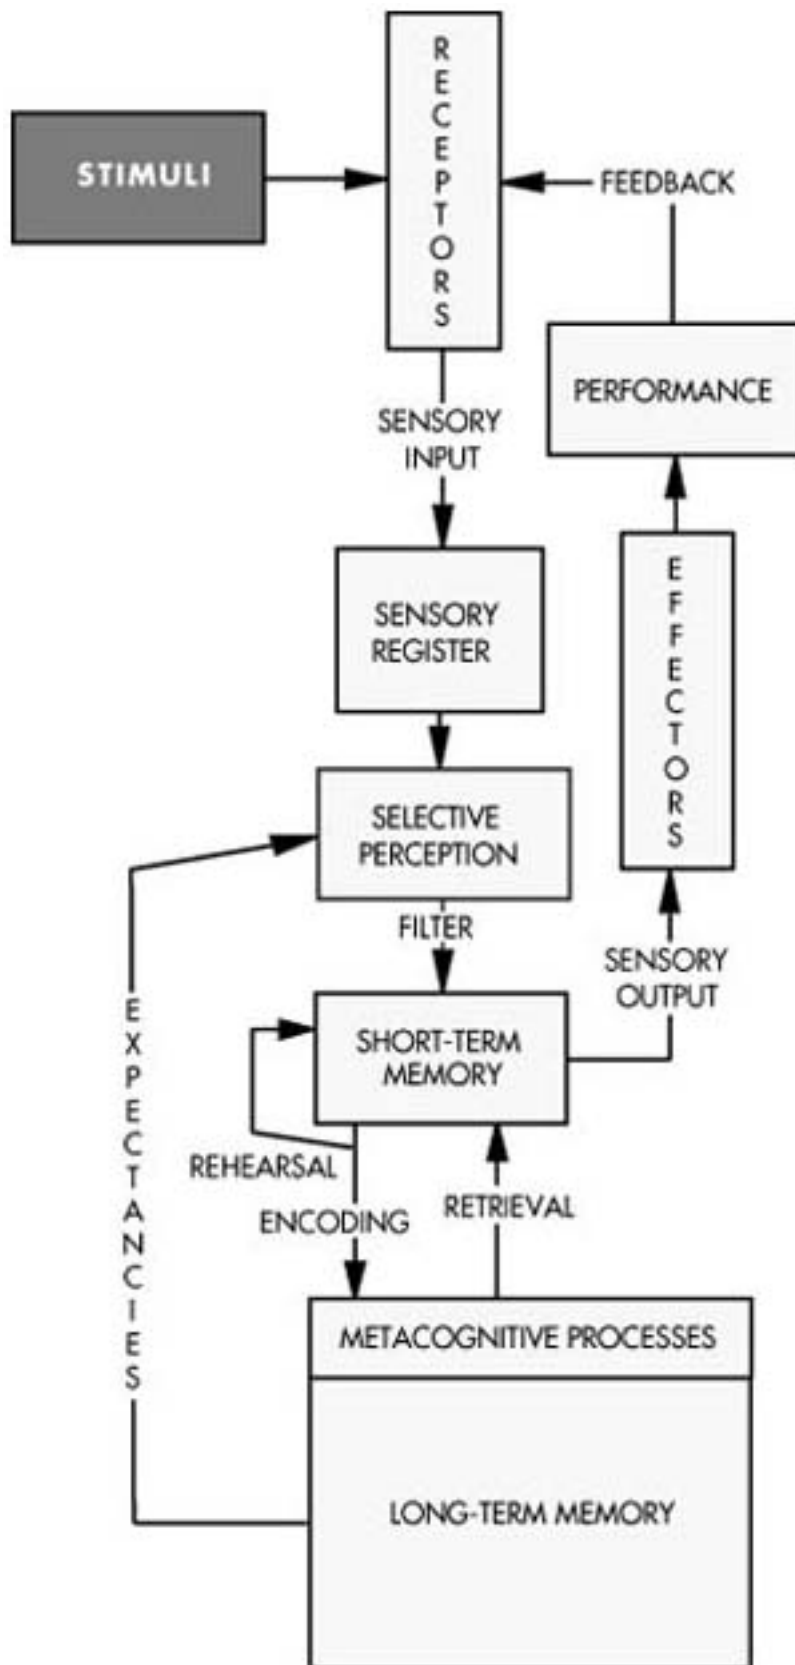 RECEPTORS
STIMULI
FEEDBACK
PERFORMANCE
SENSORY
INPUT
EFFECTORS
SENSORY
REGISTER
SELECTIVE
PERCEPTION
FILTER
SENSORY
OUTPUT
EXPECTANCIES
SHORT-TERM
MEMORY
REHEARSAL
ENCODING
RETRIEVAL
METACOGNITIVE PROCESSES
LONG-TERM MEMORY